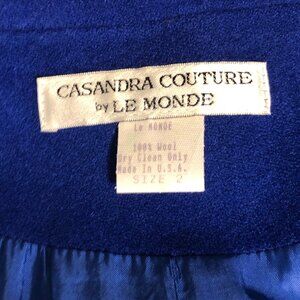 CASANDRA COUTURE
by LE MONDE
Le MONDE
100% Wool
Dry Clean Only
Made In U.S.A.
SIZE 2